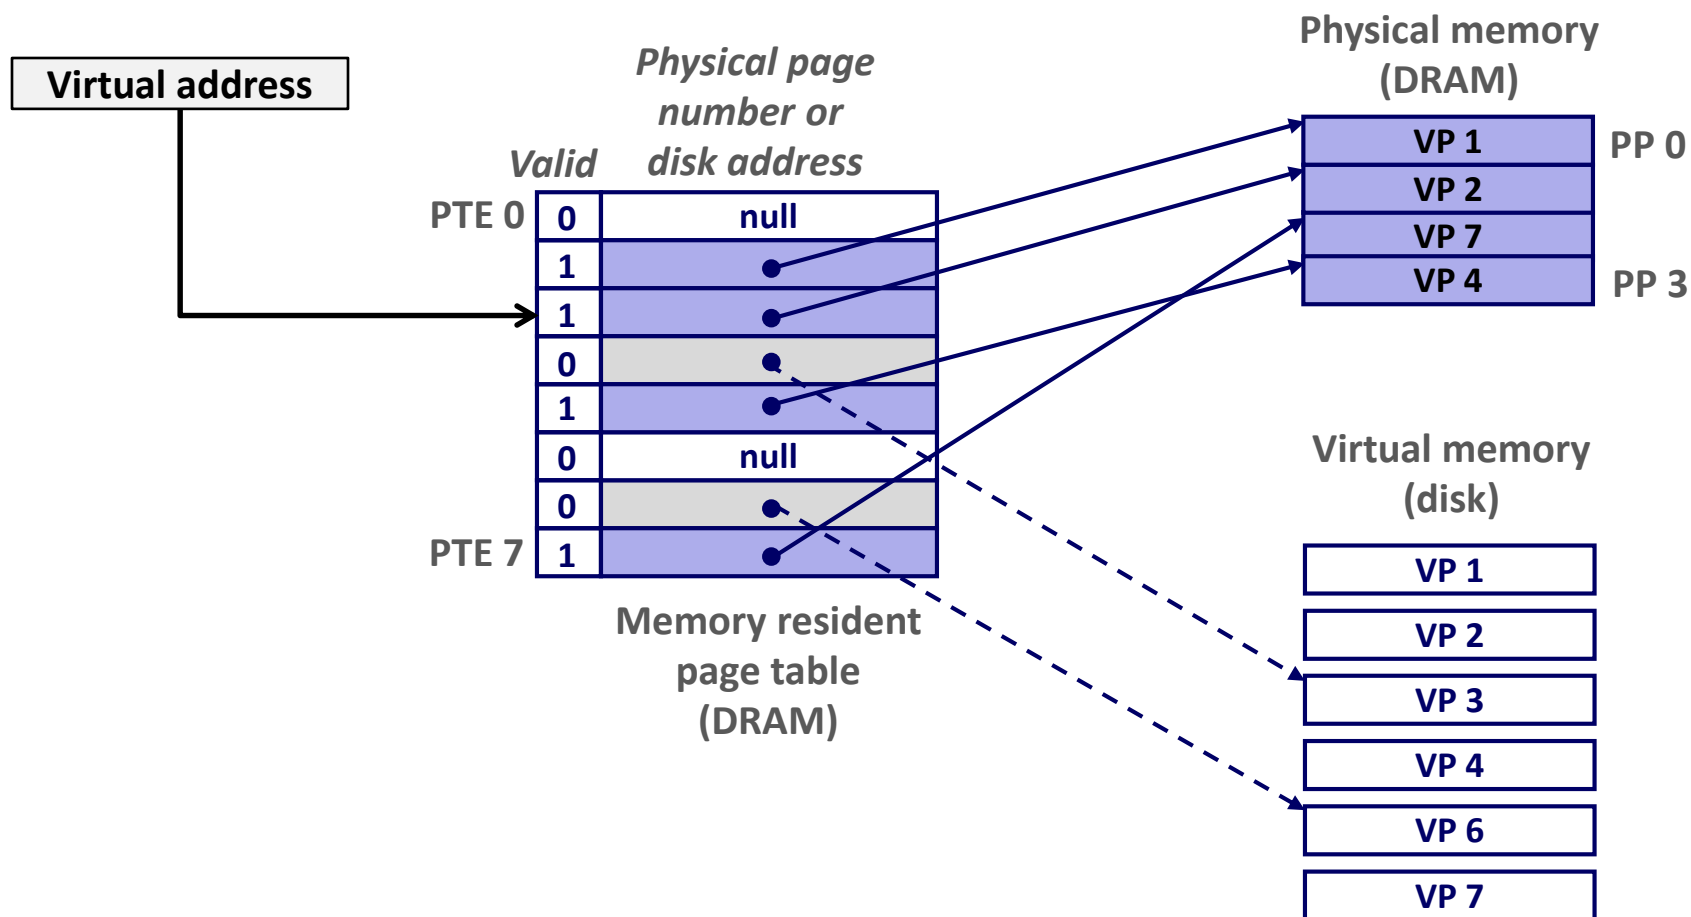 Virtual address
Physical page
number or
disk address
Valid
PTE 0
0 null
1
1
0
1
0 null
0
PTE 7 1
Memory resident
page table
(DRAM)
Physical memory
(DRAM)
VP 1 PP 0
VP 2
VP 7
VP 4 PP 3
Virtual memory
(disk)
VP 1
VP 2
VP 3
VP 4
VP 6
VP 7